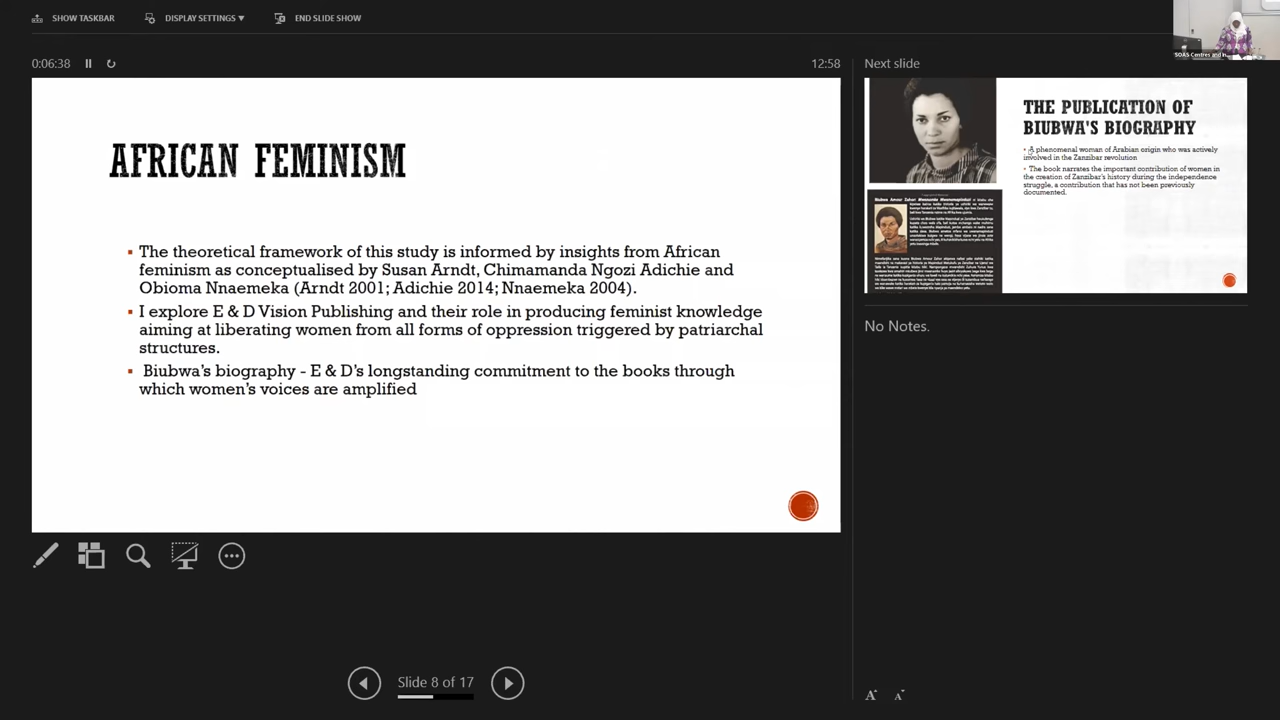 SHOW TASKBAR
DISPLAY SETTINGS ▾
END SLIDE SHOW
0:06:38
12:58
AFRICAN FEMINISM
▪ The theoretical framework of this study is informed by insights from African
feminism as conceptualised by Susan Arndt, Chimamanda Ngozi Adichie and
Obioma Nnaemeka (Arndt 2001; Adichie 2014; Nnaemeka 2004).
▪ I explore E & D Vision Publishing and their role in producing feminist knowledge
aiming at liberating women from all forms of oppression triggered by patriarchal
structures.
▪ Biubwa's biography - E & D's longstanding commitment to the books through
which women's voices are amplified
Slide 8 of 17
SOAS Centres and
Next slide
THE PUBLICATION OF
BIUBWA'S BIOGRAPHY
▪ A phenomenal woman of Arabian origin who was actively
involved in the Zanzibar revolution
▪ The book narrates the important contribution of women in
the creation of Zanzibar's history during the independence
struggle, a contribution that has not been previously
documented.
No Notes.
A
A